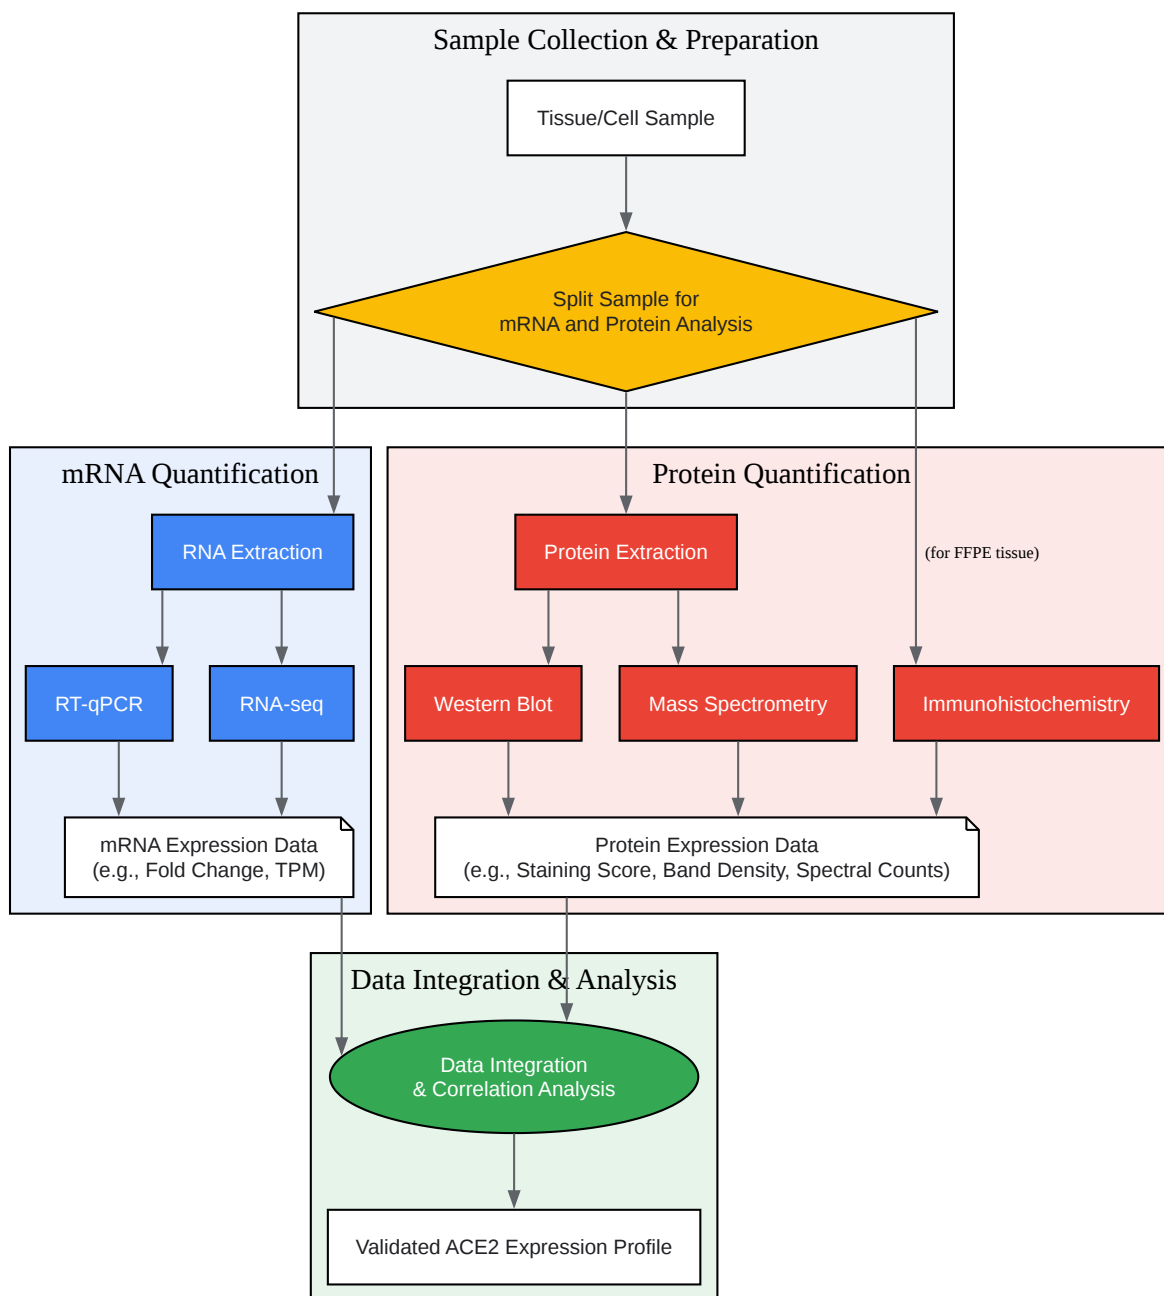 Sample Collection & Preparation
Tissue/Cell Sample
Split Sample for
mRNA and Protein Analysis
mRNA Quantification
Protein Quantification
RNA Extraction
Protein Extraction
(for FFPE tissue)
RT-qPCR
RNA-seq
Western Blot
Mass Spectrometry
Immunohistochemistry
mRNA Expression Data
(e.g., Fold Change, TPM)
Protein Expression Data
(e.g., Staining Score, Band Density, Spectral Counts)
Data Integration & Analysis
Data Integration
& Correlation Analysis
Validated ACE2 Expression Profile